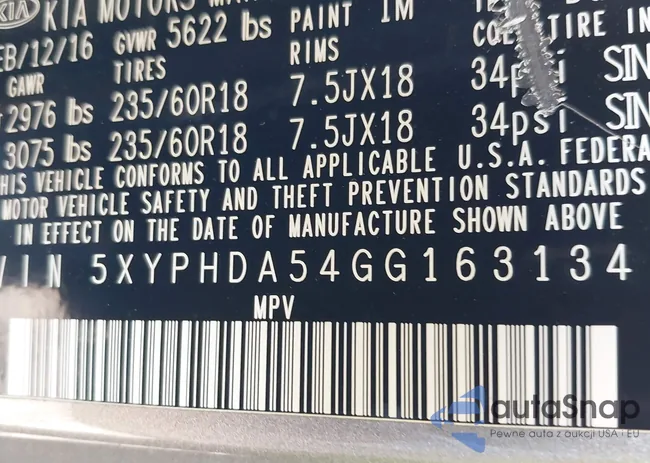 KIA KIA MOTORS
FEB/12/16 GVWR 5622 lbs PAINT 1M
GAWR TIRES RIMS COLD TIRE IN
2976 lbs 235/60R18 7.5JX18 34psi SIN
3075 lbs 235/60R18 7.5JX18 34psi SIN
THIS VEHICLE CONFORMS TO ALL APPLICABLE U.S.A. FEDERA
MOTOR VEHICLE SAFETY AND THEFT PREVENTION STANDARDS
IN EFFECT ON THE DATE OF MANUFACTURE SHOWN ABOVE
VIN 5XYPHDA54GG163134
MPV
autaSnap
Pewne auta z aukcji USA i EU